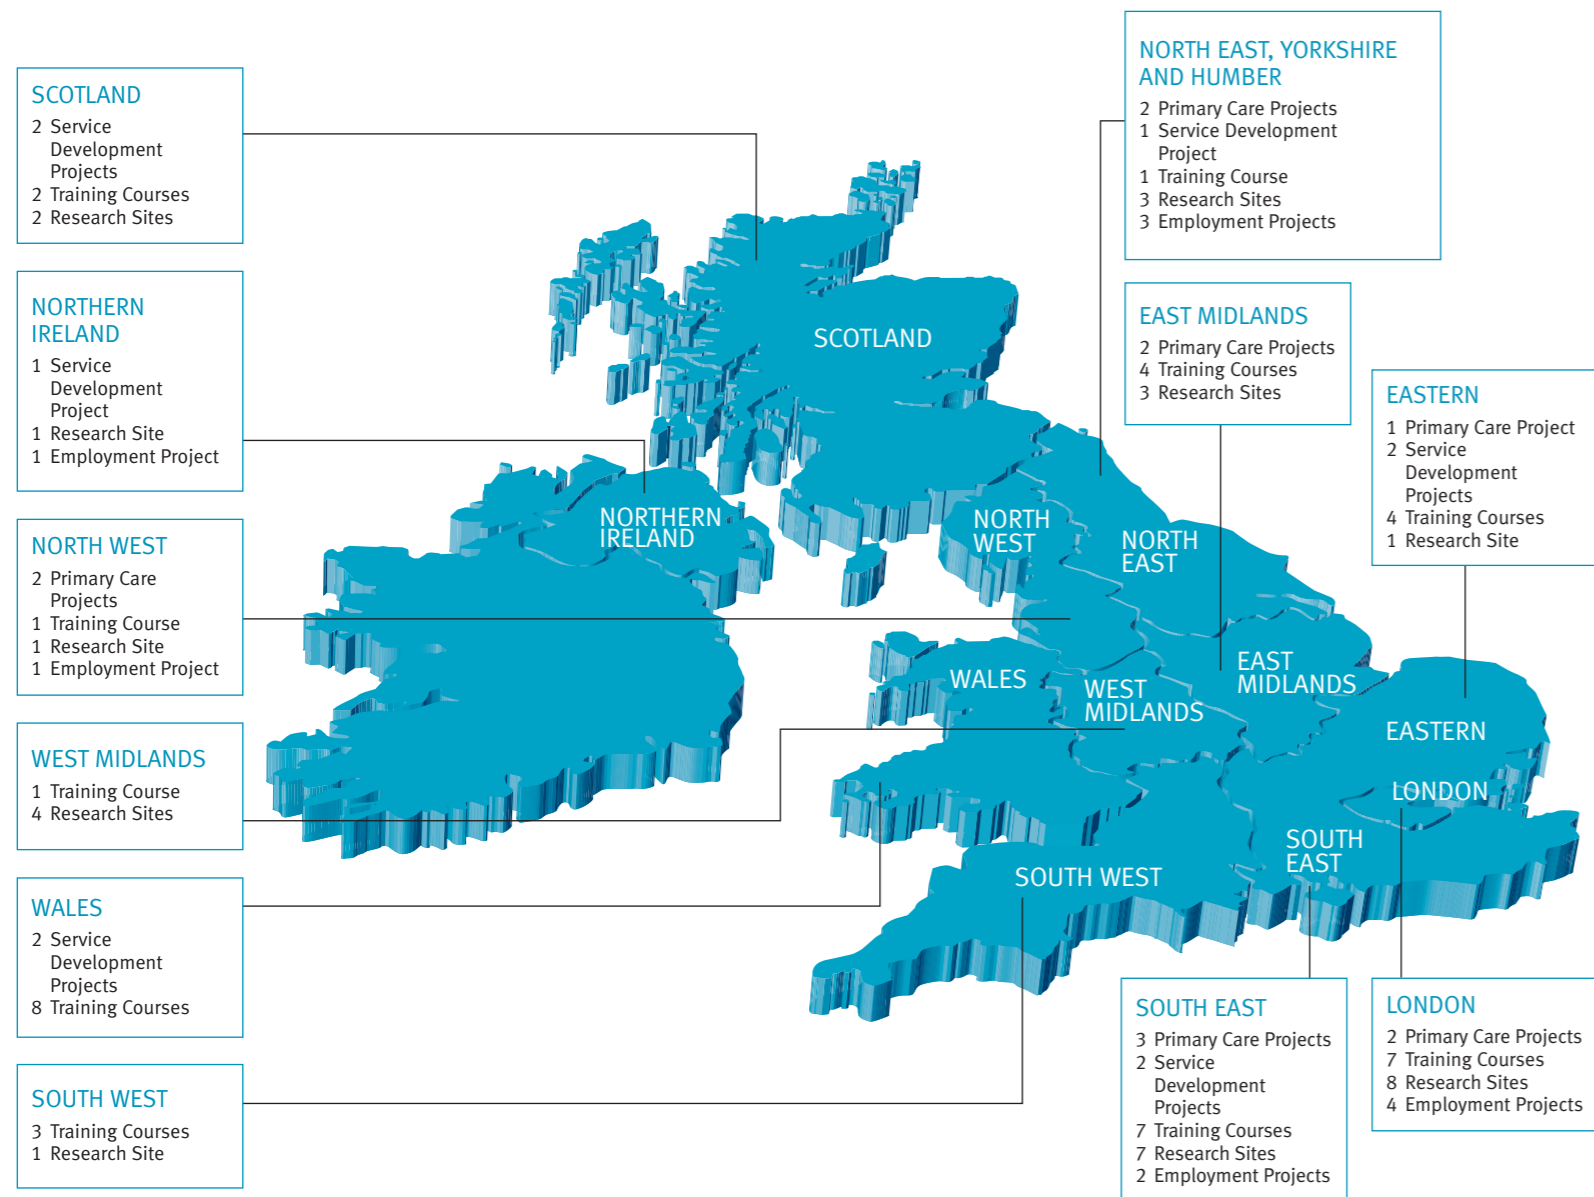 SCOTLAND
2 Service
Development
Projects
2 Training Courses
2 Research Sites
NORTHERN
IRELAND
1 Service
Development
Project
1 Research Site
1 Employment Project
NORTH WEST
2 Primary Care
Projects
1 Training Course
1 Research Site
1 Employment Project
WEST MIDLANDS
1 Training Course
4 Research Sites
WALES
2 Service
Development
Projects
8 Training Courses
SOUTH WEST
3 Training Courses
1 Research Site
NORTH EAST, YORKSHIRE
AND HUMBER
2 Primary Care Projects
1 Service Development
Project
1 Training Course
3 Research Sites
3 Employment Projects
EAST MIDLANDS
2 Primary Care Projects
4 Training Courses
3 Research Sites
EASTERN
1 Primary Care Project
2 Service
Development
Projects
4 Training Courses
1 Research Site
SOUTH EAST
3 Primary Care Projects
2 Service
Development
Projects
7 Training Courses
7 Research Sites
2 Employment Projects
LONDON
2 Primary Care Projects
7 Training Courses
8 Research Sites
4 Employment Projects
SCOTLAND
NORTHERN
IRELAND
NORTH
WEST
NORTH
EAST
WALES
WEST
MIDLANDS
EAST
MIDLANDS
EASTERN
LONDON
SOUTH
EAST
SOUTH WEST